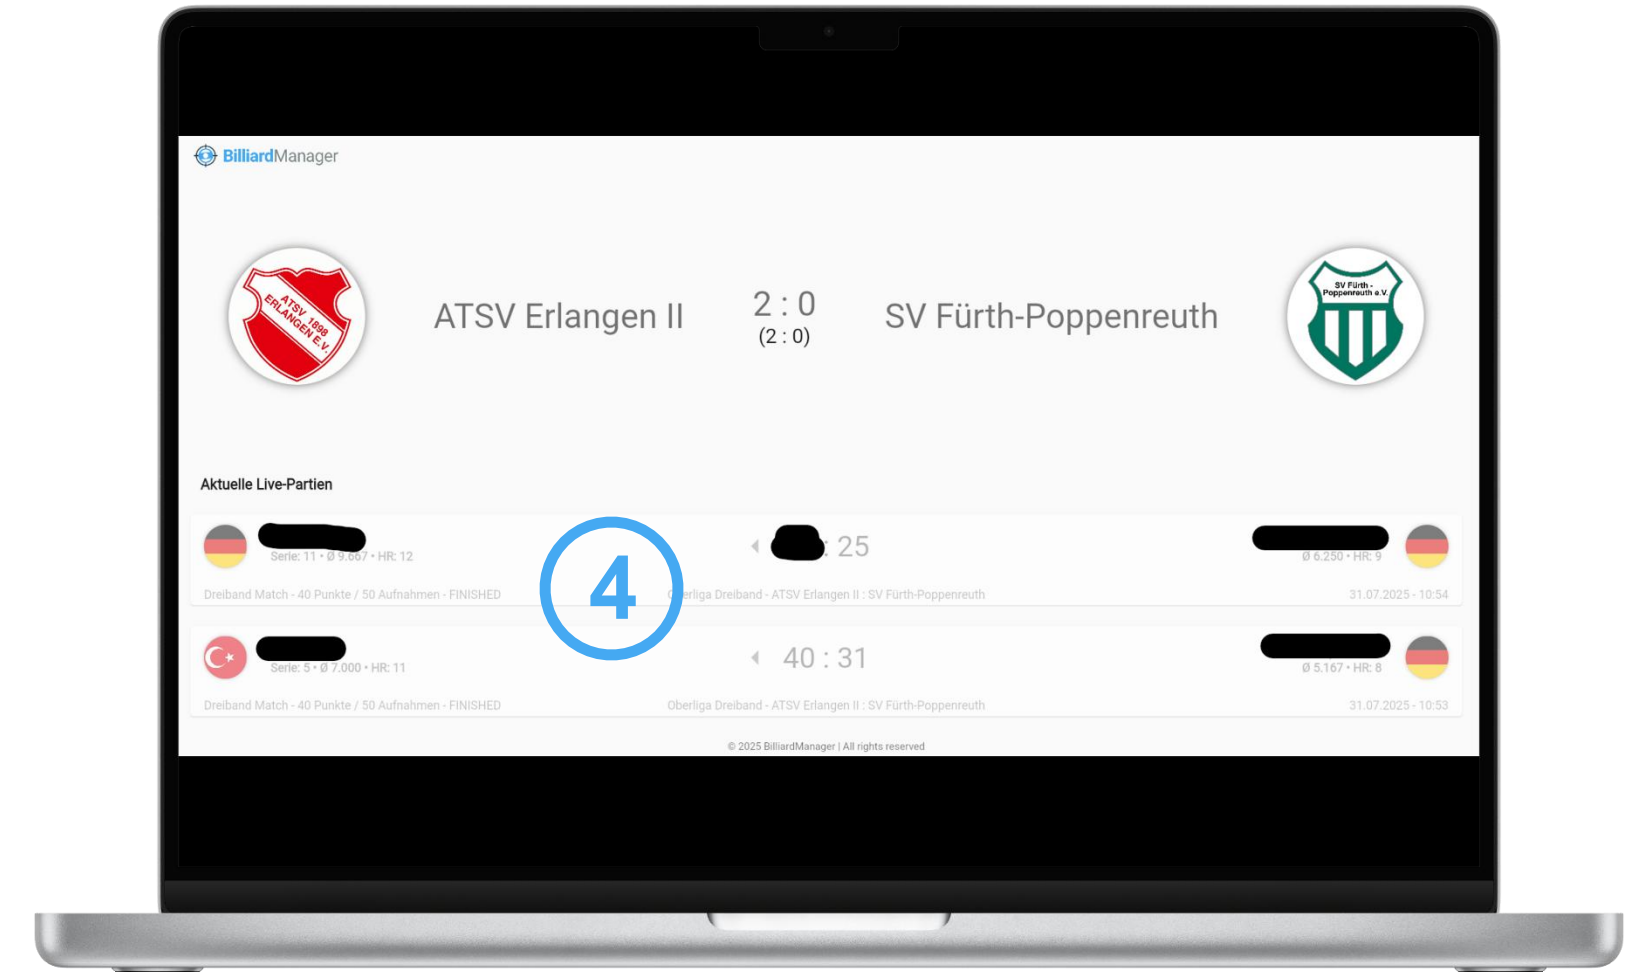 BilliardManager
ATSV 1898
ERLANGEN E.V.
ATSV Erlangen II
2 : 0
(2 : 0)
SV Fürth-Poppenreuth
SV Fürth -
Poppenreuth e.V.
Aktuelle Live-Partien
Serie: 11 • Ø 9.667 • HR: 12
: 25
Ø 6.250 • HR: 9
Dreiband Match - 40 Punkte / 50 Aufnahmen - FINISHED
4
Oberliga Dreiband - ATSV Erlangen II : SV Fürth-Poppenreuth
31.07.2025 - 10:54
Serie: 5 • Ø 7.000 • HR: 11
40 : 31
Ø 5.167 • HR: 8
Dreiband Match - 40 Punkte / 50 Aufnahmen - FINISHED
Oberliga Dreiband - ATSV Erlangen II : SV Fürth-Poppenreuth
31.07.2025 - 10:53
© 2025 BilliardManager | All rights reserved